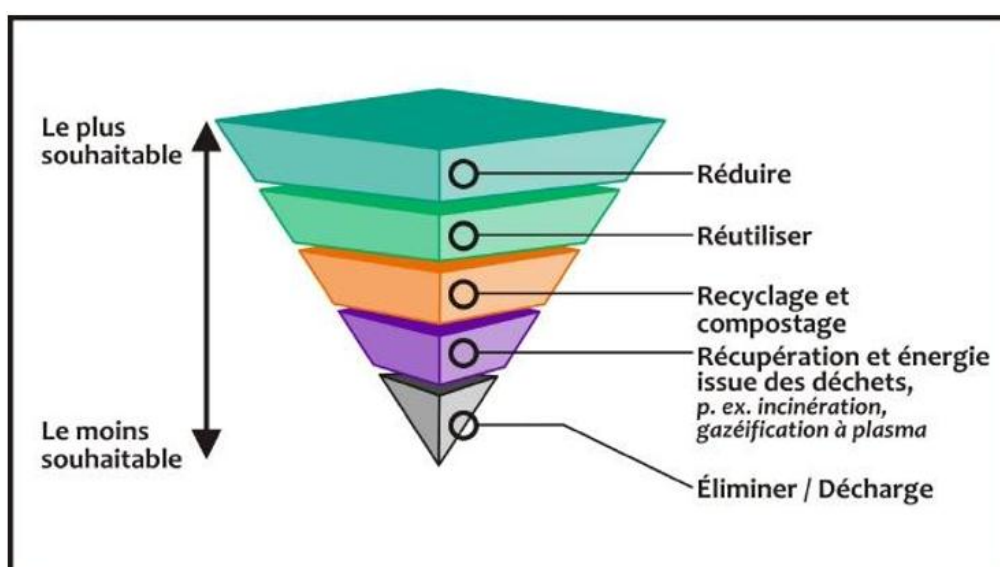 Le plus
souhaitable
Réduire
Réutiliser
Recyclage et
compostage
Récupération et énergie
issue des déchets,
p. ex. incinération,
gazéification à plasma
Le moins
souhaitable
Éliminer / Décharge